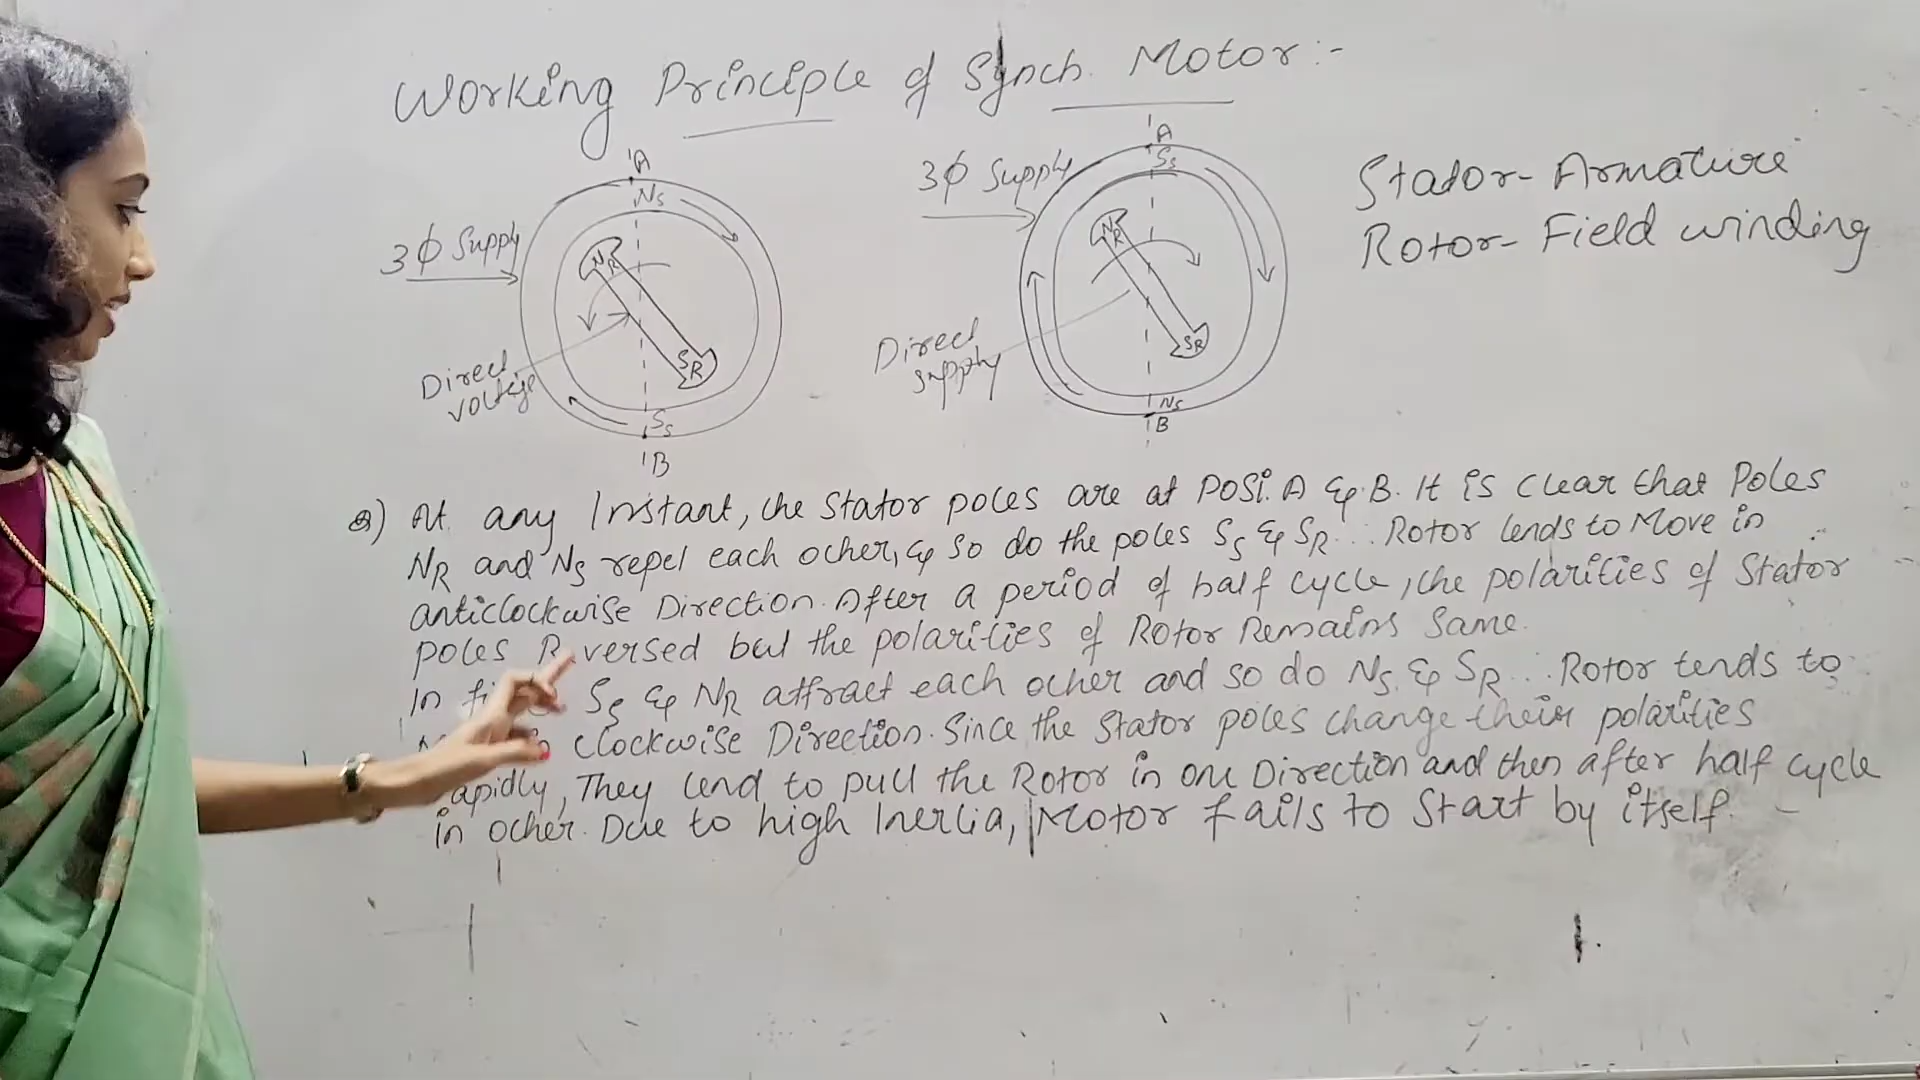 Working Principle of Synch. Motor:-
A
Ns
3ϕ Supply
NR
SR
Direct voltage
Ss
B
A
Ss
3ϕ Supply
NR
SR
Direct supply
Ns
B
Stator- Armature
Rotor- Field winding
a) At any Instant, the Stator poles are at Posi. A & B. It is clear that Poles
NR and Ns repel each other, & so do the poles Ss & SR ∴ Rotor tends to Move in
anticlockwise Direction. After a period of half cycle, the polarities of Stator
poles Reversed but the polarities of Rotor Remains Same.
In Ss & NR attract each other and so do Ns & SR ∴ Rotor tends to
clockwise Direction. Since the stator poles change their polarities
rapidly, They tend to pull the Rotor in one Direction and then after half cycle
in other. Due to high Inertia, Motor fails to Start by itself.